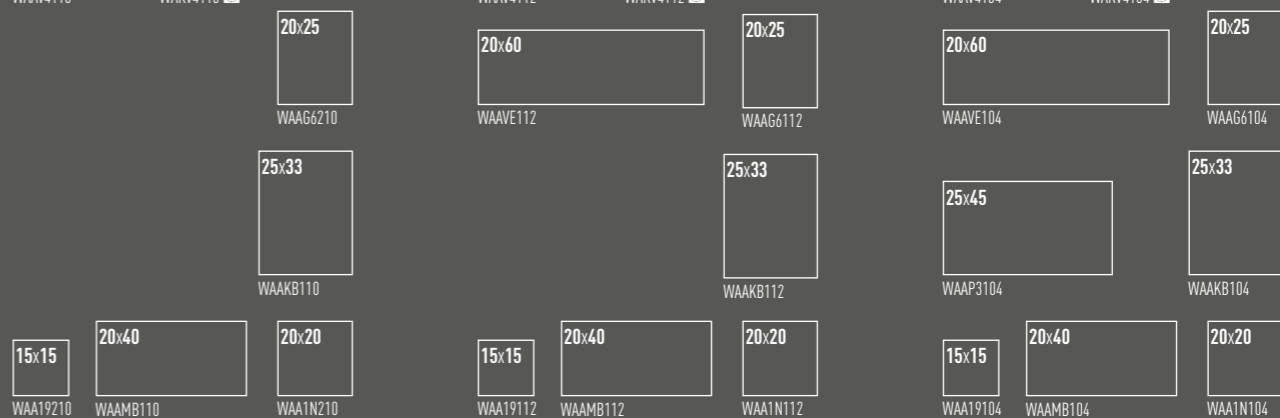 20x25
WAAG6210
20x60
WAAVE112
20x25
WAAG6112
20x60
WAAVE104
20x25
WAAG6104
25x33
WAAKB110
25x33
WAAKB112
25x45
WAAP3104
25x33
WAAKB104
15x15
WAA19210
20x40
WAAMB110
20x20
WAA1N210
15x15
WAA19112
20x40
WAAMB112
20x20
WAA1N112
15x15
WAA19104
20x40
WAAMB104
20x20
WAA1N104